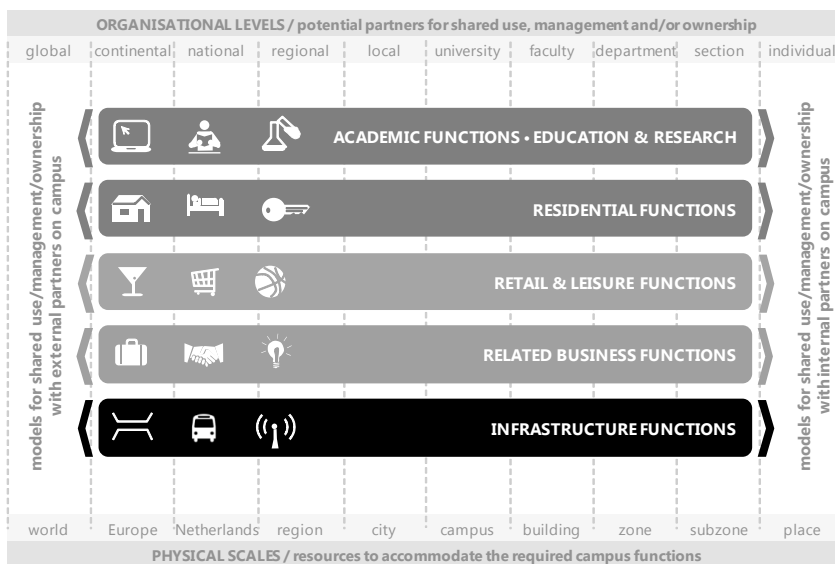 ORGANISATIONAL LEVELS / potential partners for shared use, management and/or ownership
global continental national regional local university faculty department section individual
models for shared use/management/ownership
with external partners on campus
ACADEMIC FUNCTIONS • EDUCATION & RESEARCH
RESIDENTIAL FUNCTIONS
RETAIL & LEISURE FUNCTIONS
RELATED BUSINESS FUNCTIONS
INFRASTRUCTURE FUNCTIONS
models for shared use/management/ownership
with internal partners on campus
world Europe Netherlands region city campus building zone subzone place
PHYSICAL SCALES / resources to accommodate the required campus functions